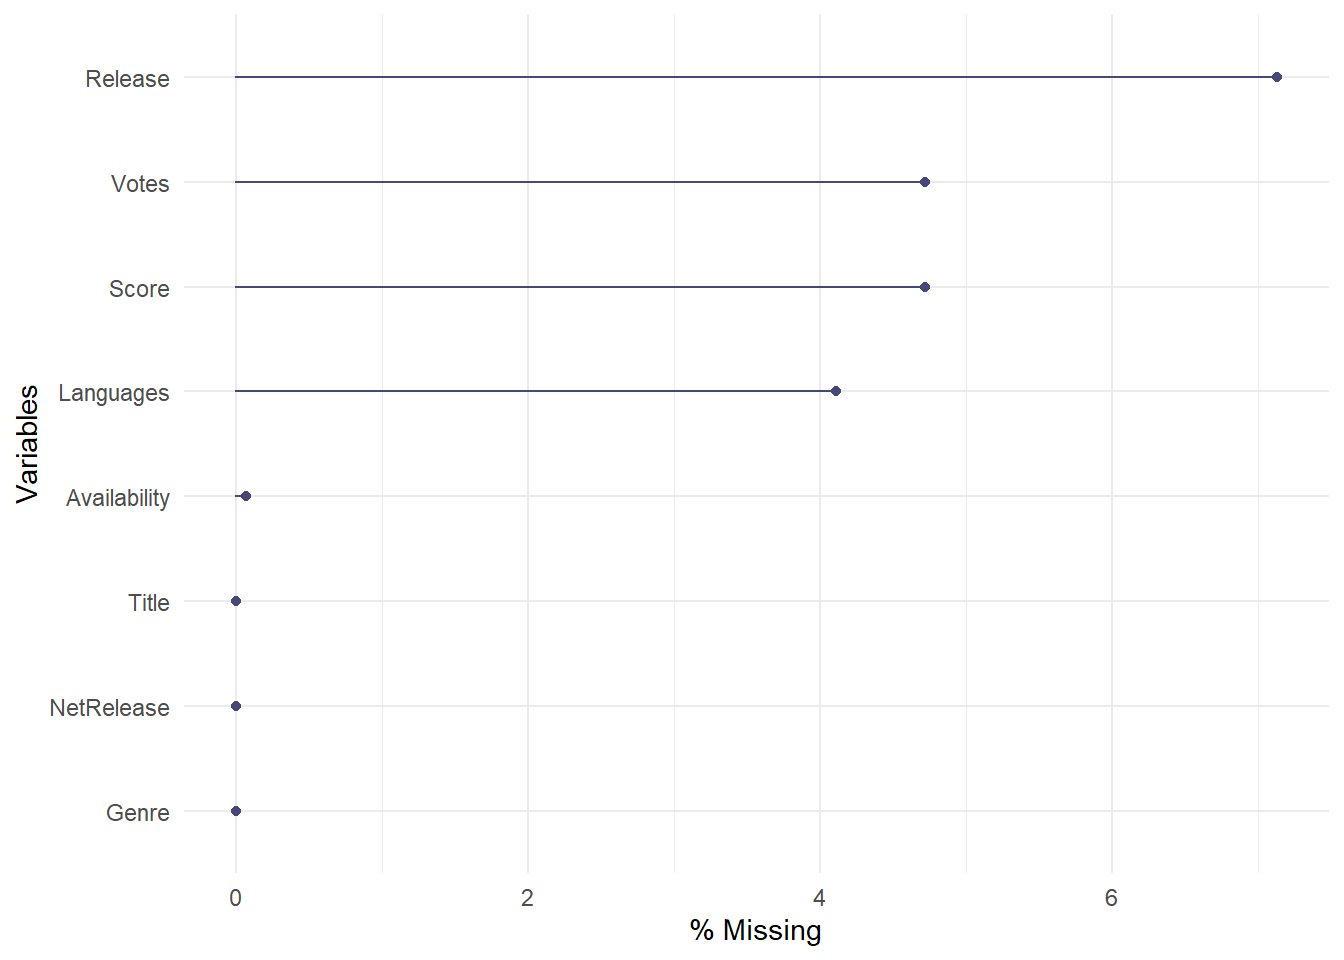 Release
Votes
Score
Languages
Availability
Title
NetRelease
Genre
Variables
0 2 4 6
% Missing